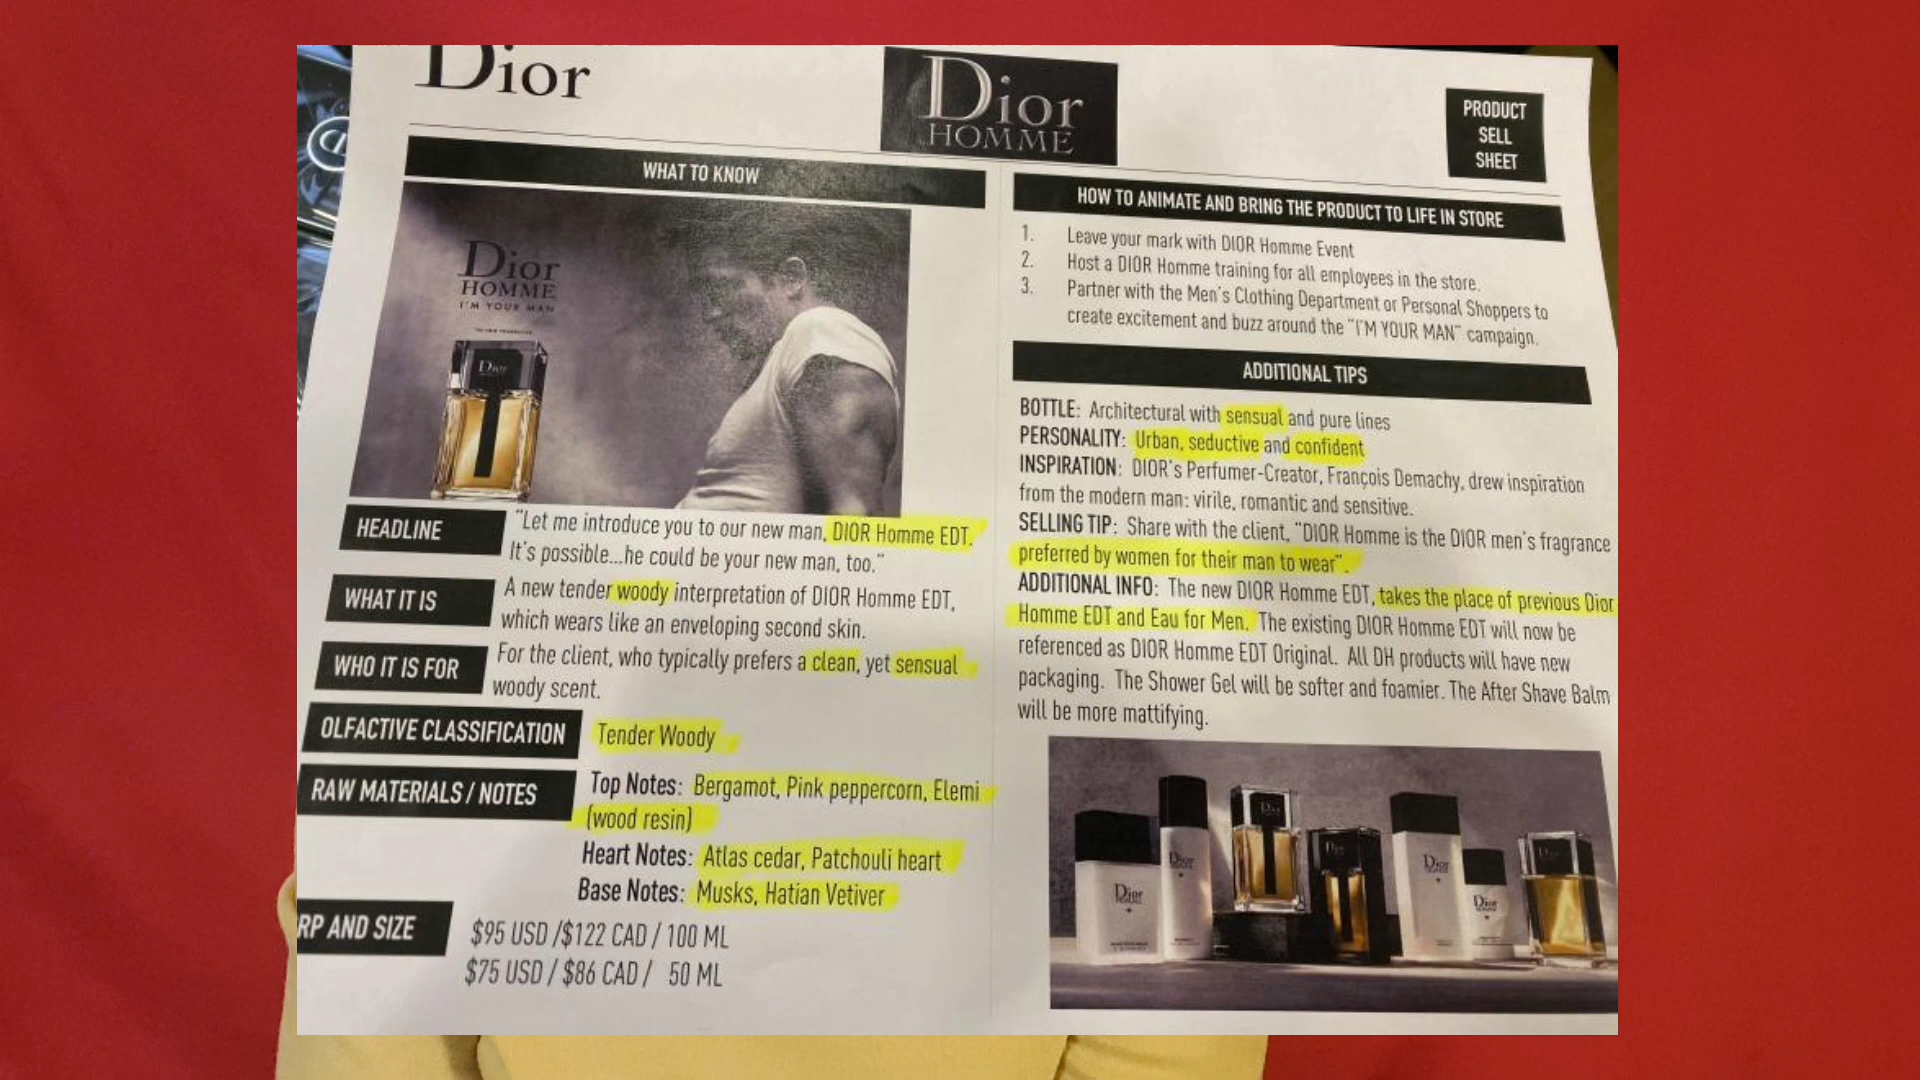 Dior
Dior
HOMME
PRODUCT
SELL
SHEET
WHAT TO KNOW
Dior
HOMME
I'M YOUR MAN
Dior
HEADLINE
"Let me introduce you to our new man, DIOR Homme EDT.
It's possible...he could be your new man, too."
WHAT IT IS
A new tender woody interpretation of DIOR Homme EDT,
which wears like an enveloping second skin.
WHO IT IS FOR
For the client, who typically prefers a clean, yet sensual
woody scent.
OLFACTIVE CLASSIFICATION
Tender Woody
RAW MATERIALS / NOTES
Top Notes: Bergamot, Pink peppercorn, Elemi
(wood resin)
Heart Notes: Atlas cedar, Patchouli heart
Base Notes: Musks, Hatian Vetiver
RP AND SIZE
$95 USD /$122 CAD / 100 ML
$75 USD / $86 CAD / 50 ML
HOW TO ANIMATE AND BRING THE PRODUCT TO LIFE IN STORE
1. Leave your mark with DIOR Homme Event
2. Host a DIOR Homme training for all employees in the store.
3. Partner with the Men's Clothing Department or Personal Shoppers to
create excitement and buzz around the "I'M YOUR MAN" campaign.
ADDITIONAL TIPS
BOTTLE: Architectural with sensual and pure lines
PERSONALITY: Urban, seductive and confident
INSPIRATION: DIOR's Perfumer-Creator, François Demachy, drew inspiration
from the modern man: virile, romantic and sensitive.
SELLING TIP: Share with the client, "DIOR Homme is the DIOR men's fragrance
preferred by women for their man to wear".
ADDITIONAL INFO: The new DIOR Homme EDT, takes the place of previous Dior
Homme EDT and Eau for Men. The existing DIOR Homme EDT will now be
referenced as DIOR Homme EDT Original. All DH products will have new
packaging. The Shower Gel will be softer and foamier. The After Shave Balm
will be more mattifying.
Dior
Dior
Dior
Dior
Dior
Dior
Dior